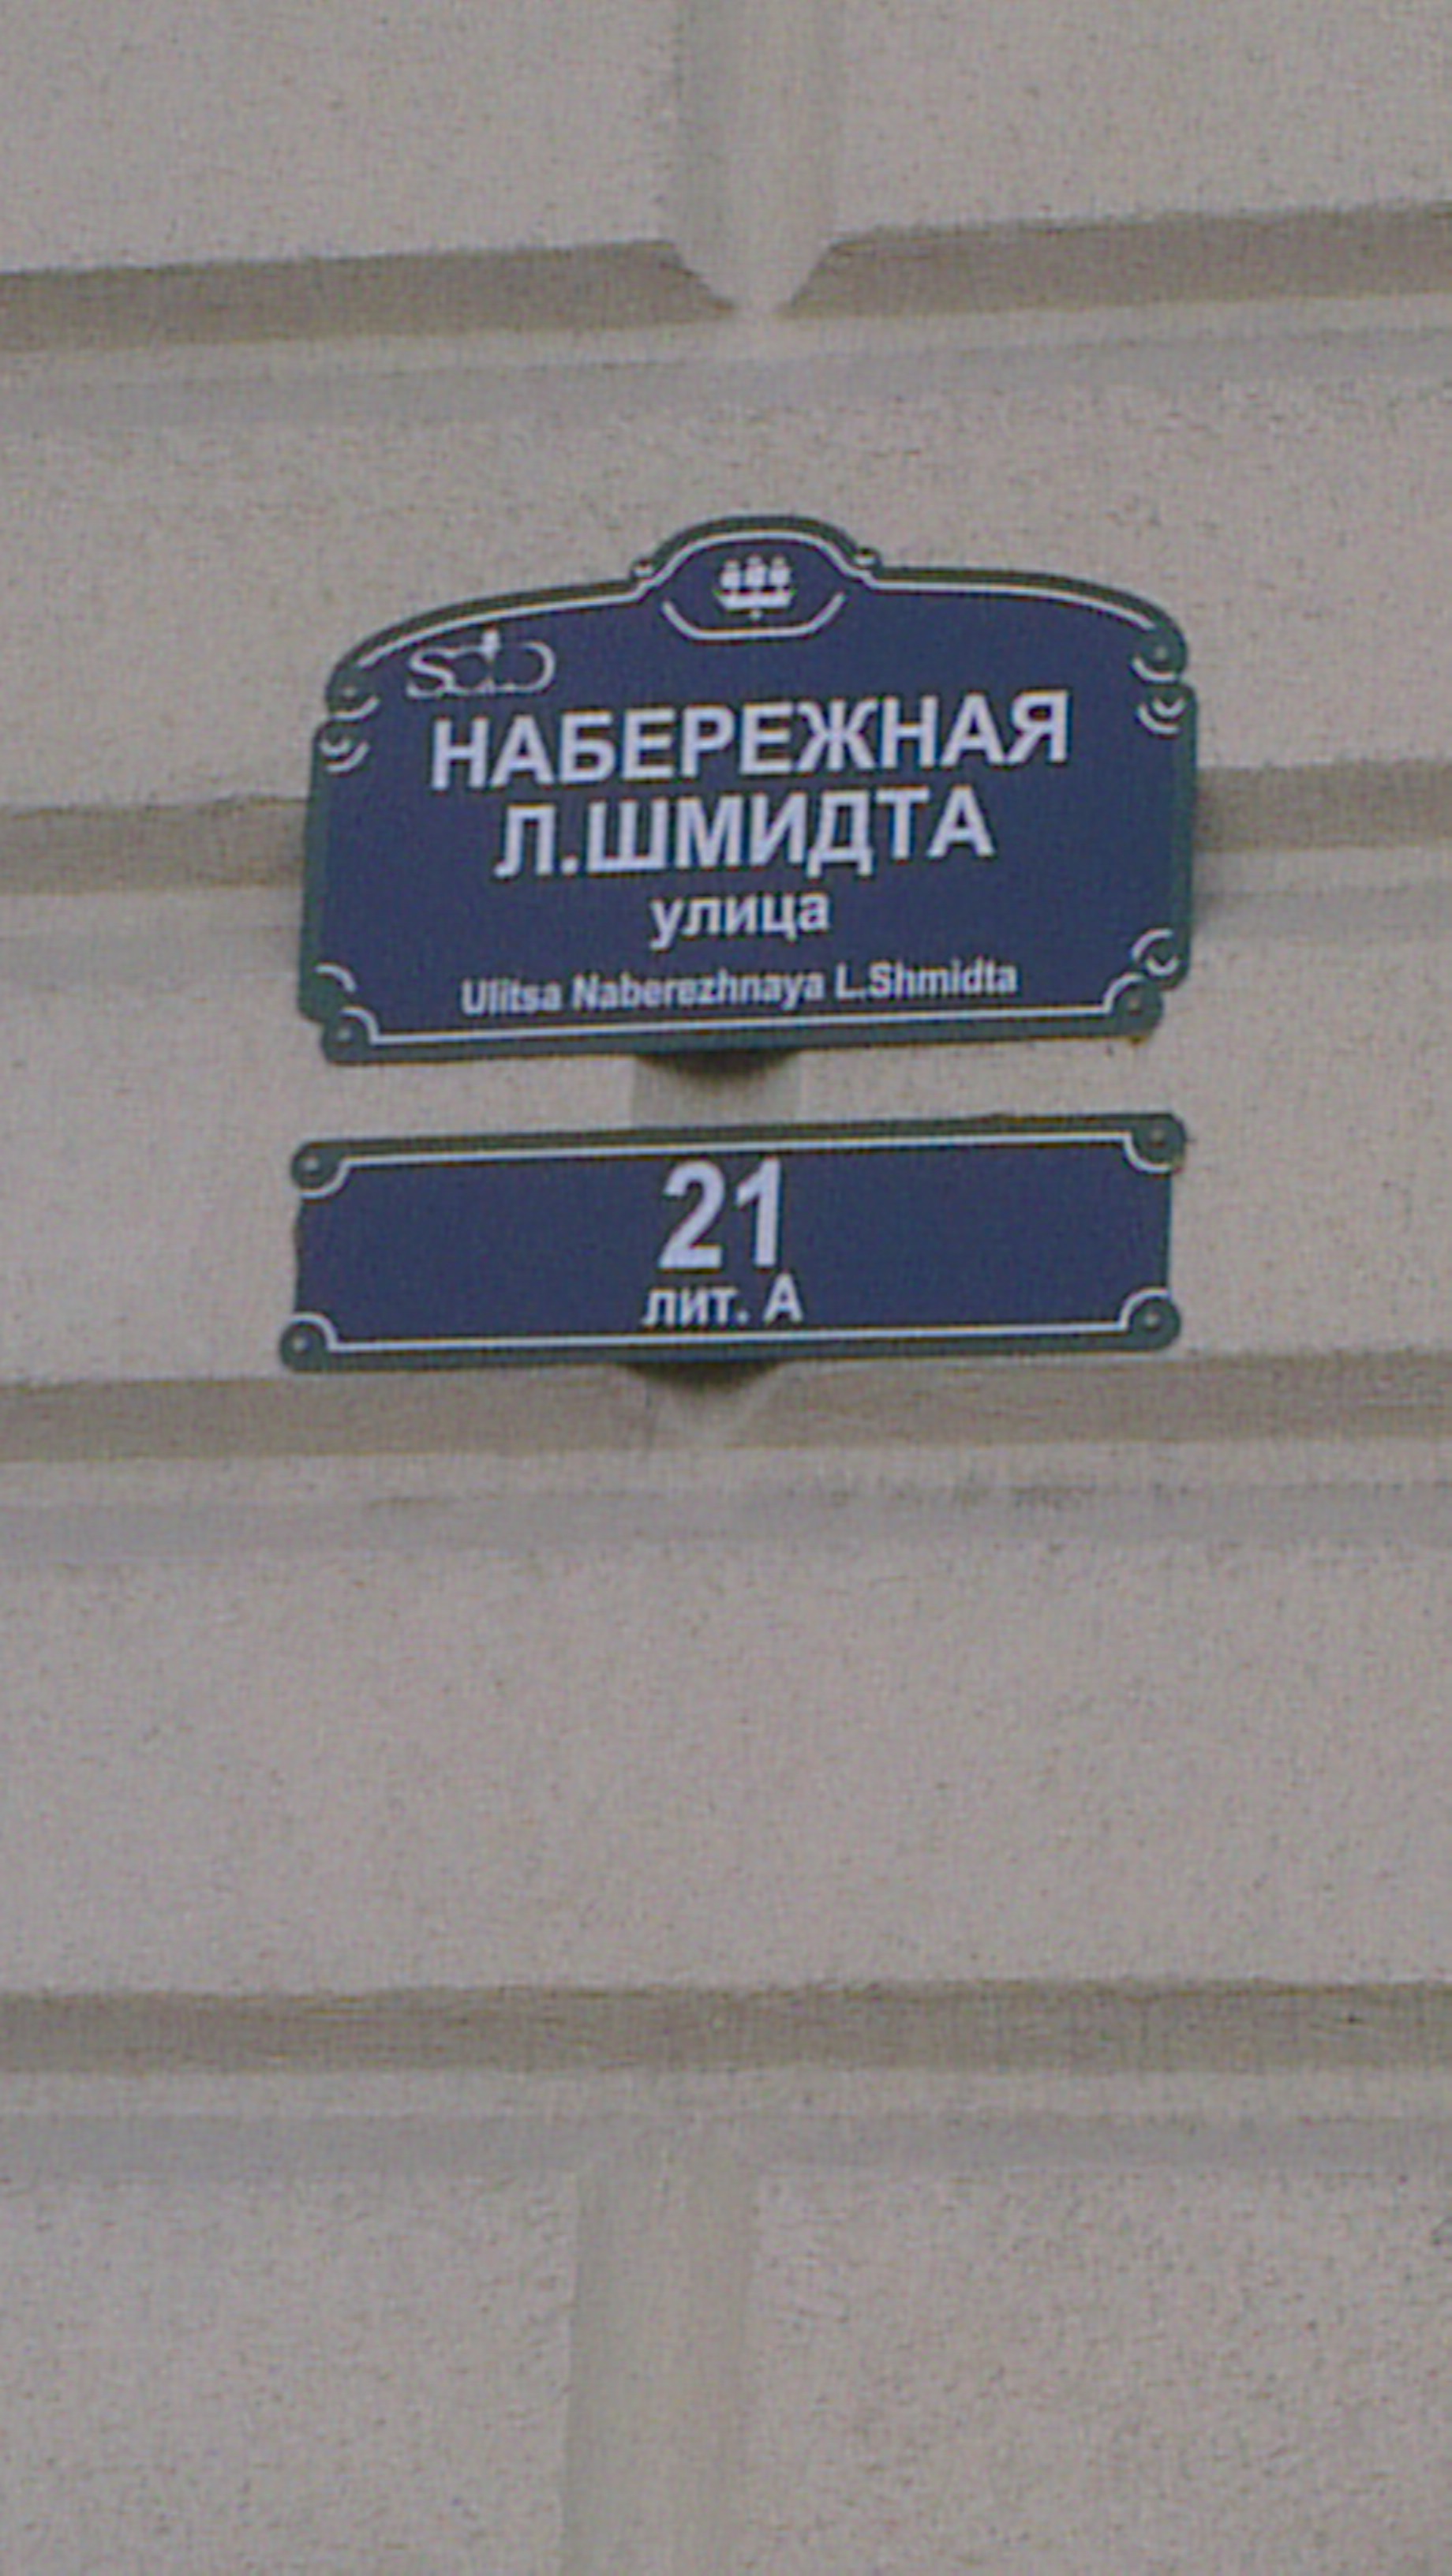 НАБЕРЕЖНАЯ
Л.ШМИДТА
улица
Ulitsa Naberezhnaya L.Shmidta
21
лит. А